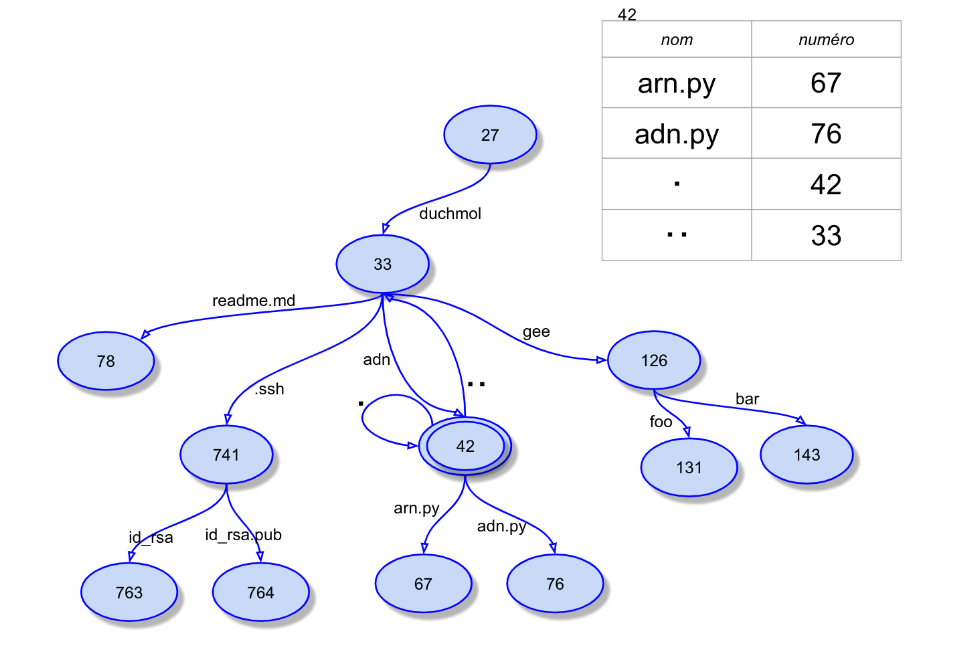 42
nom numéro
arn.py 67
adn.py 76
. 42
.. 33
27
duchmol
33
readme.md
gee
78
adn
126
.ssh
..
.
bar
foo
741
42
131
143
arn.py
adn.py
id_rsa
id_rsa.pub
763
764
67
76